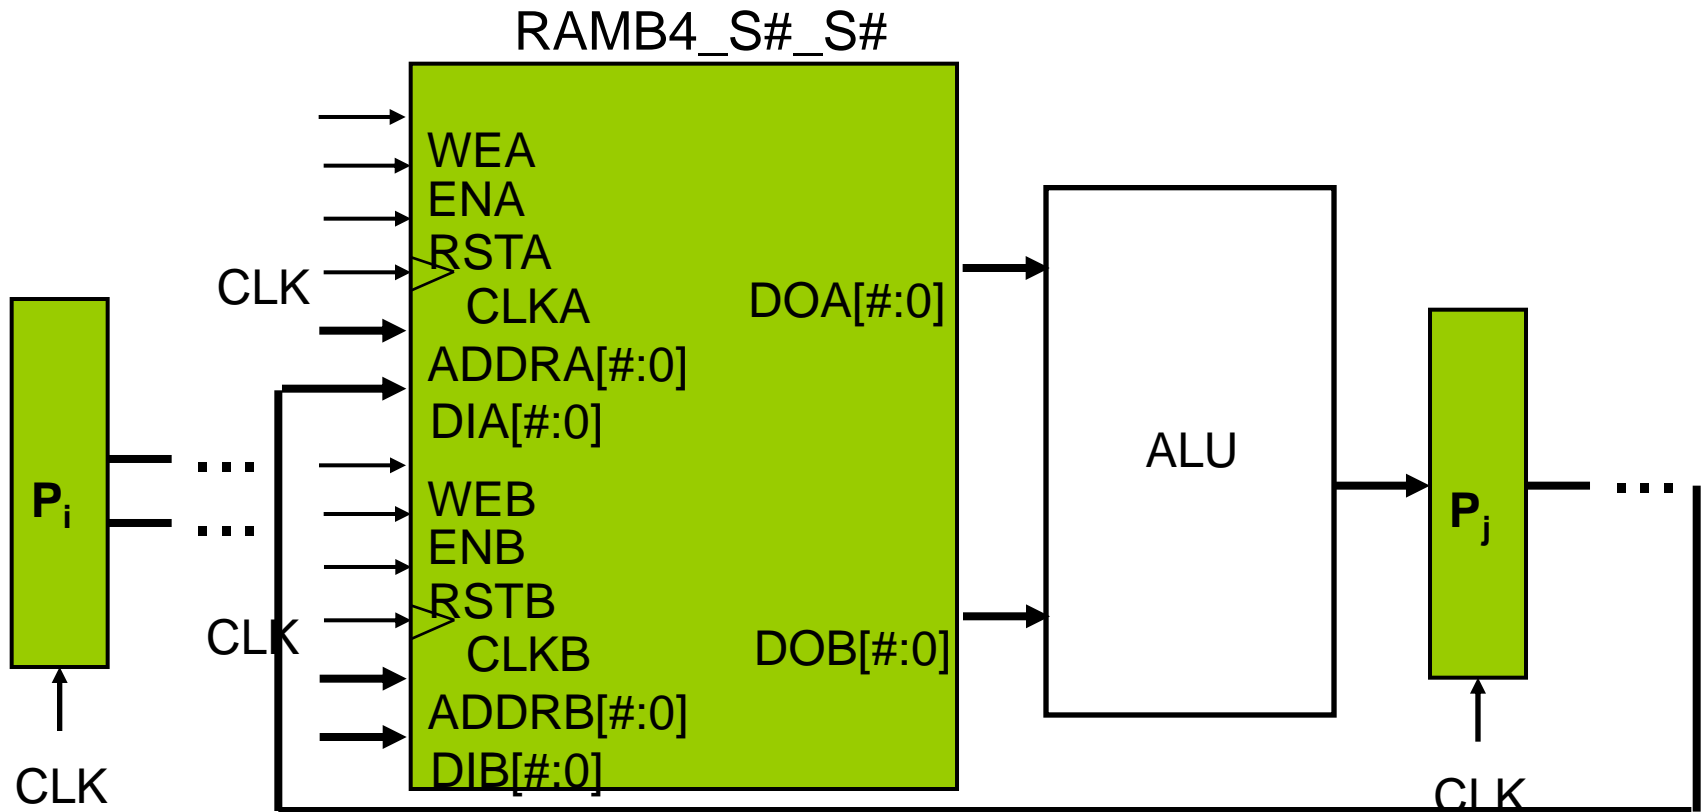 RAMB4_S#_S#
WEA
ENA
RSTA
CLK
CLKA
DOA[#:0]
ADDRA[#:0]
DIA[#:0]
ALU
...
...
...
Pi
Pj
WEB
ENB
RSTB
CLK
CLKB
DOB[#:0]
ADDRB[#:0]
DIB[#:0]
CLK
CLK